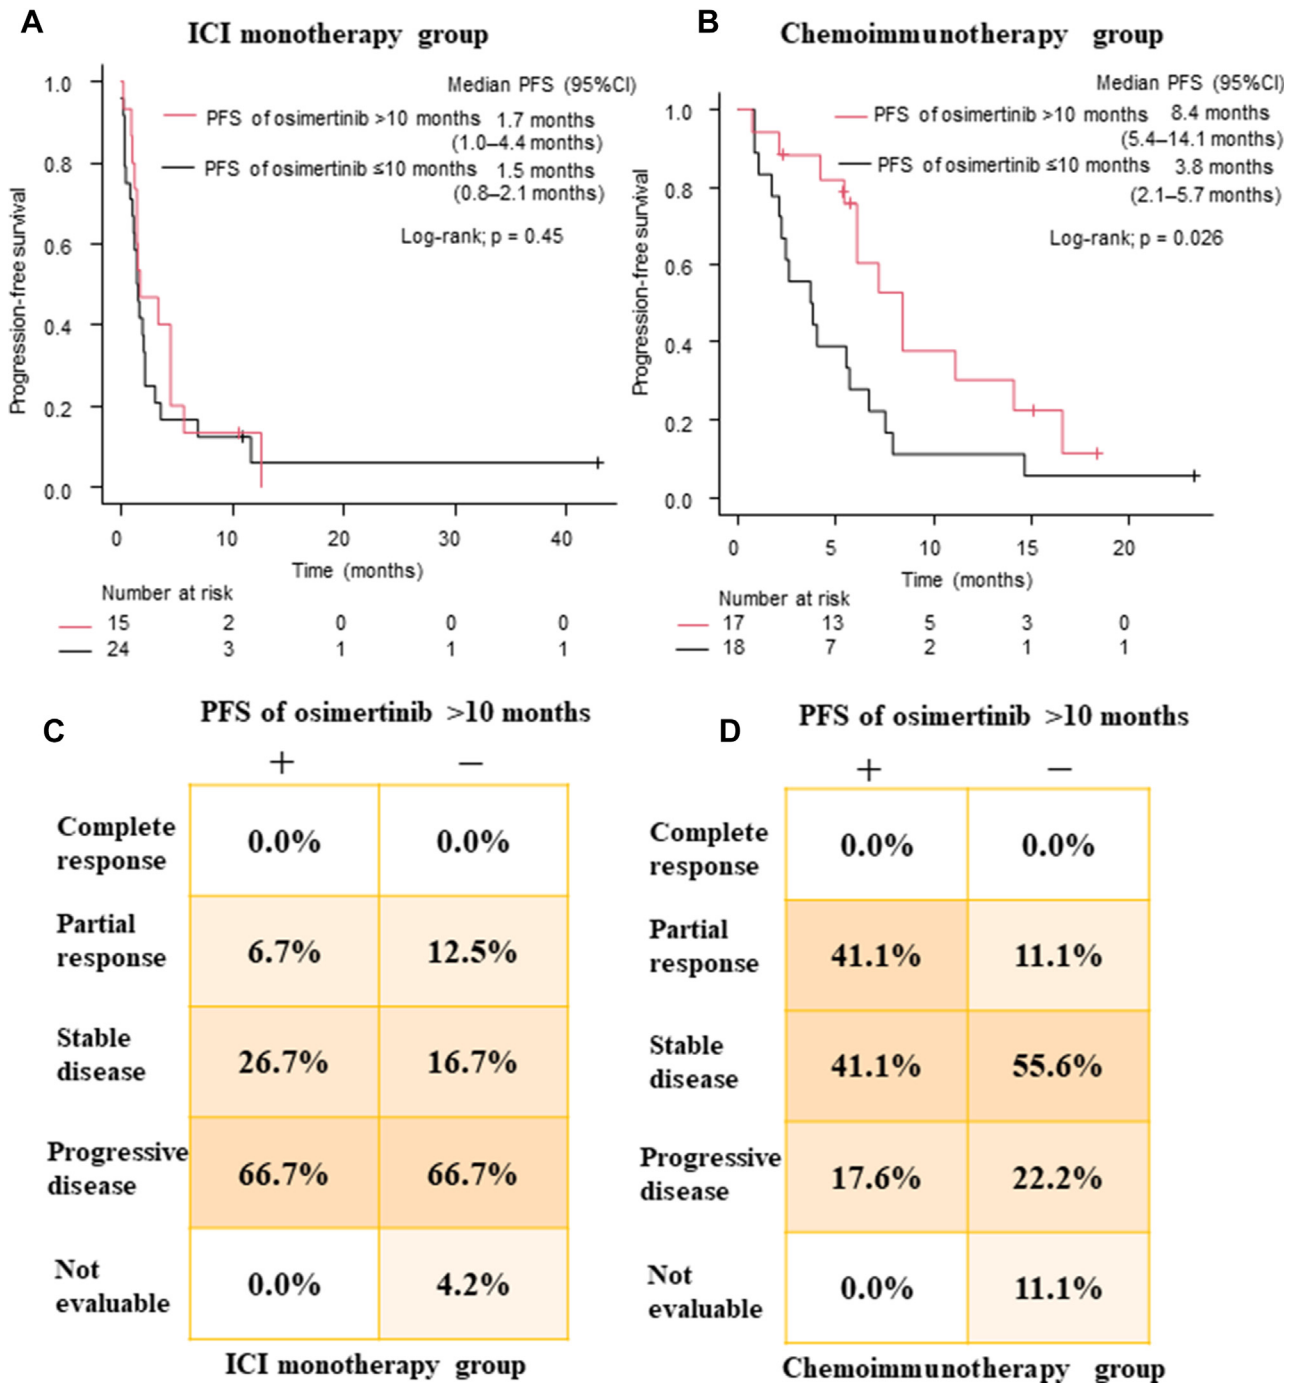 A
ICI monotherapy group
Median PFS (95%CI)
PFS of osimertinib >10 months 1.7 months
(1.0–4.4 months)
PFS of osimertinib ≤10 months 1.5 months
(0.8–2.1 months)
Log-rank; p = 0.45
Progression-free survival
1.0
0.8
0.6
0.4
0.2
0.0
0 10 20 30 40
Time (months)
Number at risk
15 2 0 0 0
24 3 1 1 1
B
Chemoimmunotherapy group
Median PFS (95%CI)
PFS of osimertinib >10 months 8.4 months
(5.4–14.1 months)
PFS of osimertinib ≤10 months 3.8 months
(2.1–5.7 months)
Log-rank; p = 0.026
Progression-free survival
1.0
0.8
0.6
0.4
0.2
0.0
0 5 10 15 20
Time (months)
Number at risk
17 13 5 3 0
18 7 2 1 1
C
PFS of osimertinib >10 months
+ −
Complete
response
0.0% 0.0%
Partial
response
6.7% 12.5%
Stable
disease
26.7% 16.7%
Progressive
disease
66.7% 66.7%
Not
evaluable
0.0% 4.2%
ICI monotherapy group
D
PFS of osimertinib >10 months
+ −
Complete
response
0.0% 0.0%
Partial
response
41.1% 11.1%
Stable
disease
41.1% 55.6%
Progressive
disease
17.6% 22.2%
Not
evaluable
0.0% 11.1%
Chemoimmunotherapy group